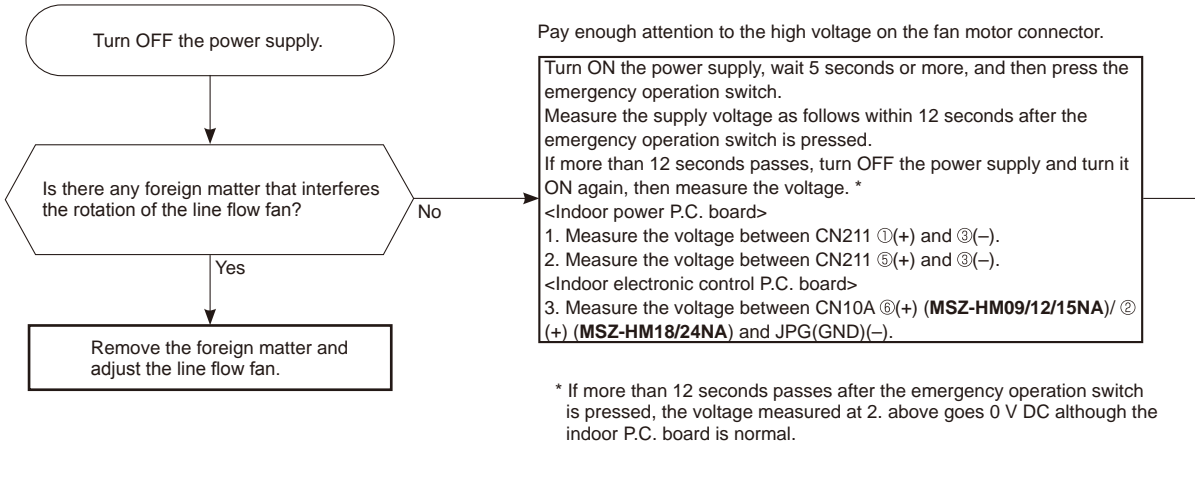 Turn OFF the power supply.
Is there any foreign matter that interferes
the rotation of the line flow fan?
No
Yes
Remove the foreign matter and
adjust the line flow fan.
Pay enough attention to the high voltage on the fan motor connector.
Turn ON the power supply, wait 5 seconds or more, and then press the
emergency operation switch.
Measure the supply voltage as follows within 12 seconds after the
emergency operation switch is pressed.
If more than 12 seconds passes, turn OFF the power supply and turn it
ON again, then measure the voltage. *
<Indoor power P.C. board>
1. Measure the voltage between CN211 ①(+) and ③(–).
2. Measure the voltage between CN211 ⑤(+) and ③(–).
<Indoor electronic control P.C. board>
3. Measure the voltage between CN10A ⑥(+) (MSZ-HM09/12/15NA)/ ②
(+) (MSZ-HM18/24NA) and JPG(GND)(–).
* If more than 12 seconds passes after the emergency operation switch
is pressed, the voltage measured at 2. above goes 0 V DC although the
indoor P.C. board is normal.